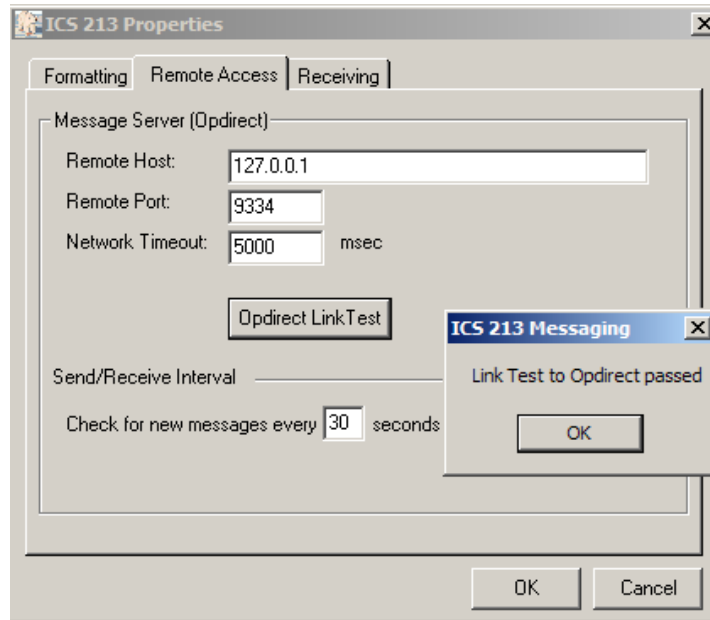 ICS 213 Properties
Formatting Remote Access Receiving
Message Server (Opdirect)
Remote Host: 127.0.0.1
Remote Port: 9334
Network Timeout: 5000 msec
Opdirect LinkTest
ICS 213 Messaging
Link Test to Opdirect passed
OK
Send/Receive Interval
Check for new messages every 30 seconds
OK Cancel